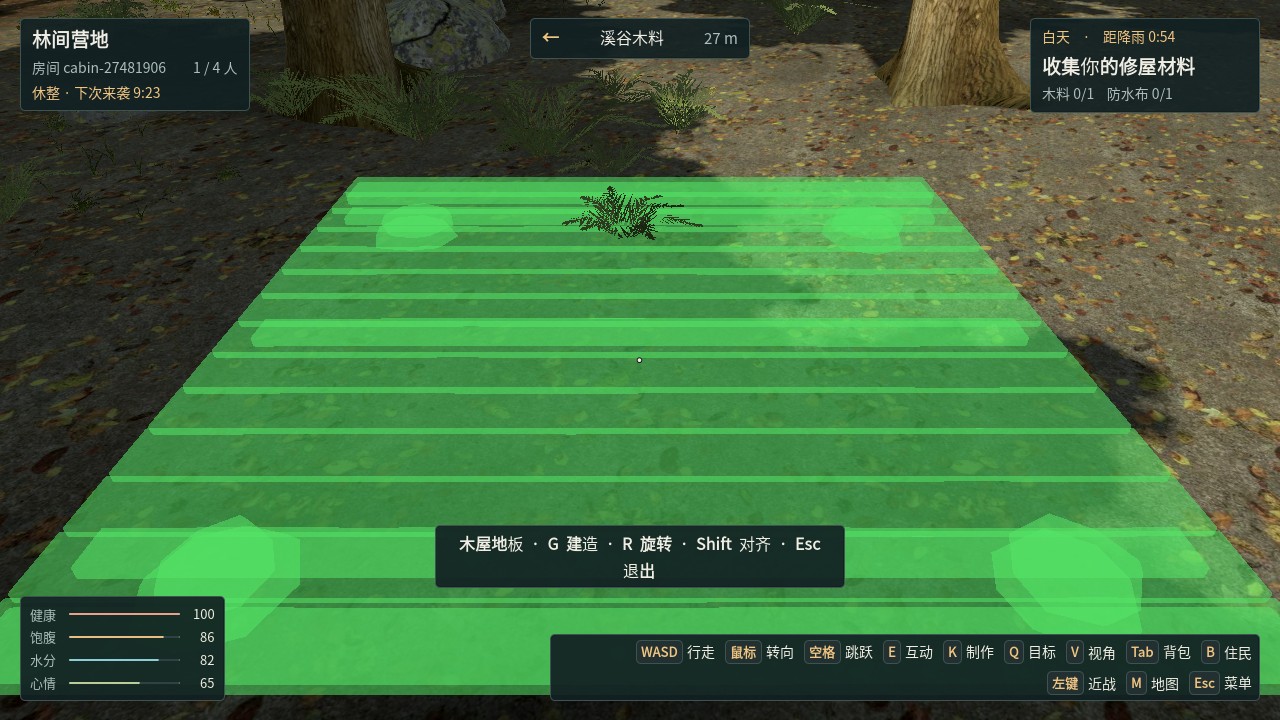 林间营地
房间 cabin-27481906 1 / 4 人
休整 · 下次来袭 9:23
← 溪谷木料 27 m
白天 · 距降雨 0:54
收集你的修屋材料
木料 0/1 防水布 0/1
木屋地板 · G 建造 · R 旋转 · Shift 对齐 · Esc
退出
健康 100
饱腹 86
水分 82
心情 65
WASD 行走 鼠标 转向 空格 跳跃 E 互动 K 制作 Q 目标 V 视角 Tab 背包 B 住民
左键 近战 M 地图 Esc 菜单